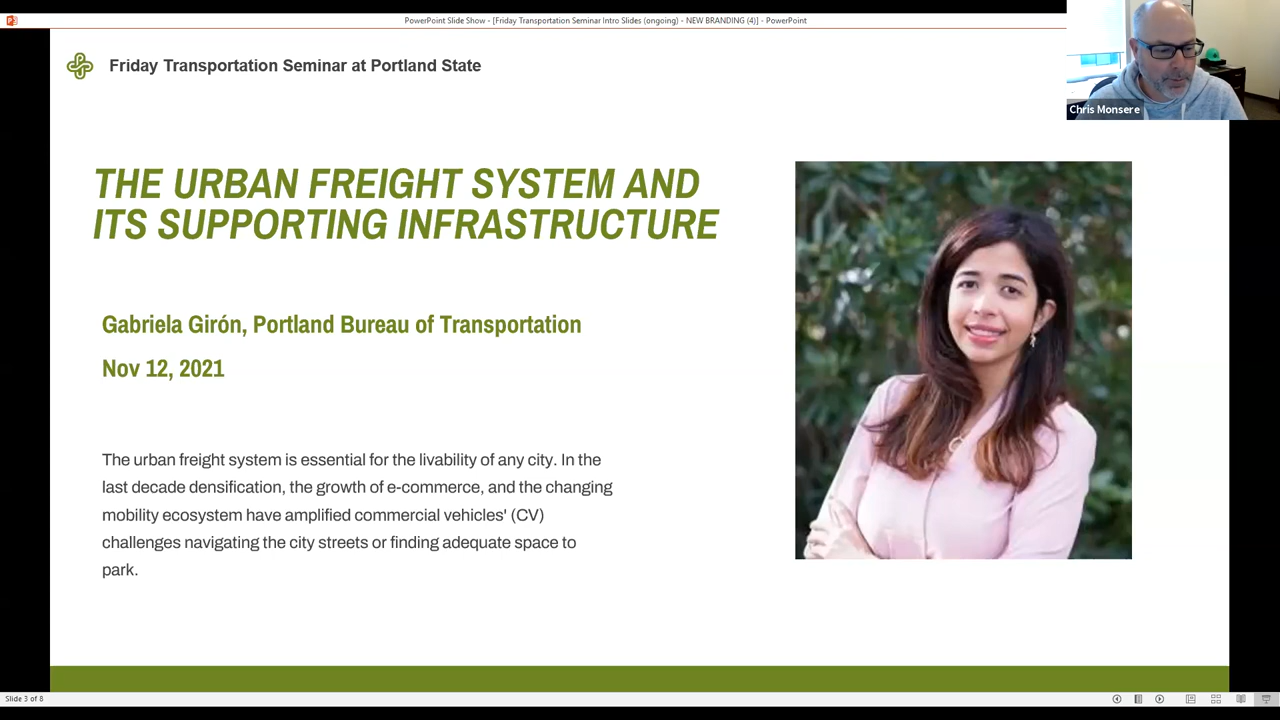 PowerPoint Slide Show - [Friday Transportation Seminar Intro Slides (ongoing) - NEW BRANDING (4)] - PowerPoint
Chris Monsere
Friday Transportation Seminar at Portland State
THE URBAN FREIGHT SYSTEM AND
ITS SUPPORTING INFRASTRUCTURE
Gabriela Girón, Portland Bureau of Transportation
Nov 12, 2021
The urban freight system is essential for the livability of any city. In the
last decade densification, the growth of e-commerce, and the changing
mobility ecosystem have amplified commercial vehicles' (CV)
challenges navigating the city streets or finding adequate space to
park.
Slide 3 of 8